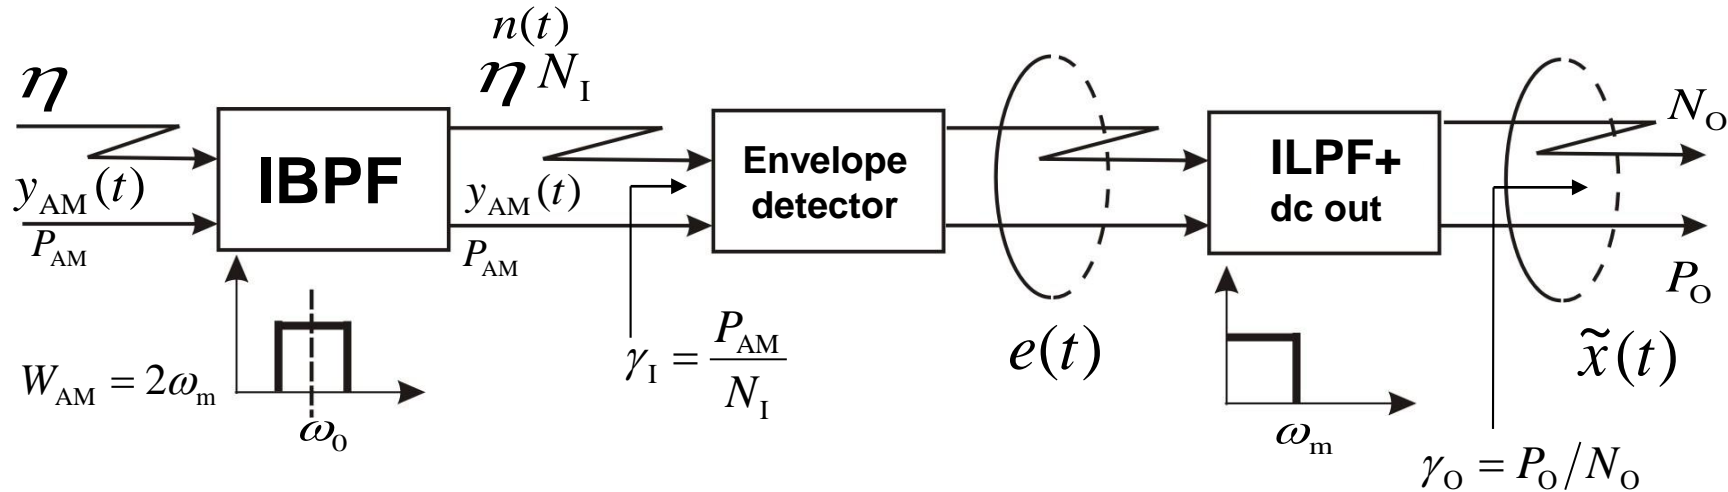 η
n(t)
η N_I
y_AM(t)
P_AM
IBPF
y_AM(t)
P_AM
Envelope
detector
ILPF+
dc out
N_O
P_O
W_AM = 2ω_m
ω_0
γ_I = P_AM / N_I
e(t)
ω_m
x̃(t)
γ_O = P_O/N_O